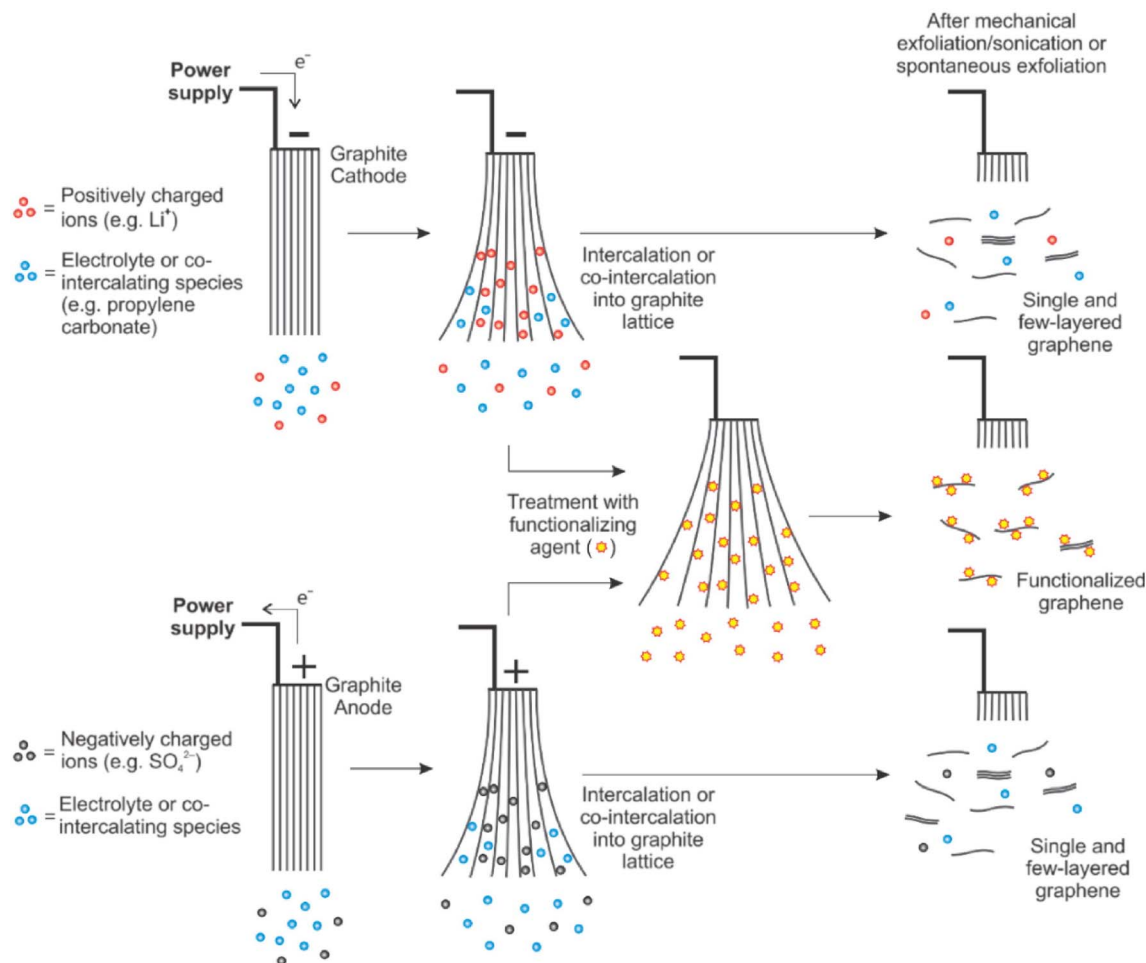 After mechanical
exfoliation/sonication or
spontaneous exfoliation
Power
supply
e⁻
−
Graphite
Cathode
= Positively charged
ions (e.g. Li⁺)
= Electrolyte or co-
intercalating species
(e.g. propylene
carbonate)
−
Intercalation or
co-intercalation
into graphite
lattice
Single and
few-layered
graphene
Treatment with
functionalizing
agent ( )
Functionalized
graphene
Power
supply
e⁻
+
Graphite
Anode
= Negatively charged
ions (e.g. SO₄²⁻)
= Electrolyte or co-
intercalating species
+
Intercalation or
co-intercalation
into graphite
lattice
Single and
few-layered
graphene